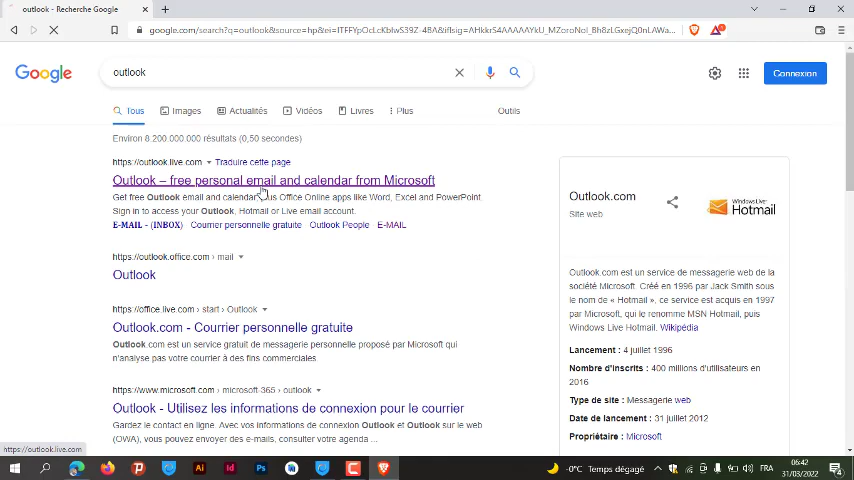 outlook - Recherche Google
google.com/search?q=outlook&source=hp&ei=ITFFYpOcLcKblwS39Z-4BA&iflsig=AHkkrS4AAAAAYkU_MZoroNol_Bh8zLGxejQ0nLAWa...
Google
outlook
Connexion
Tous
Images
Actualités
Vidéos
Livres
Plus
Outils
Environ 8 200 000 000 résultats (0,50 secondes)
https://outlook.live.com
Traduire cette page
Outlook – free personal email and calendar from Microsoft
Get free Outlook email and calendar us Office Online apps like Word, Excel and PowerPoint.
Sign in to access your Outlook, Hotmail or Live email account.
E-MAIL - (INBOX)
Courrier personnelle gratuite
Outlook People
E-MAIL
https://outlook.office.com › mail
Outlook
https://office.live.com › start › Outlook
Outlook.com - Courrier personnelle gratuite
Outlook.com est un service gratuit de messagerie personnelle proposé par Microsoft qui
n'analyse pas votre courrier à des fins commerciales.
https://www.microsoft.com › microsoft-365 › outlook
Outlook - Utilisez les informations de connexion pour le courrier
Gardez le contact en ligne. Avec vos informations de connexion Outlook et Outlook sur le web
(OWA), vous pouvez envoyer des e-mails, consulter votre agenda ...
Outlook.com
Site web
Windows Live
Hotmail
Outlook.com est un service de messagerie web de la
société Microsoft. Créé en 1996 par Jack Smith sous
le nom de « Hotmail », ce service est acquis en 1997
par Microsoft, qui le renomme MSN Hotmail, puis
Windows Live Hotmail. Wikipédia
Lancement : 4 juillet 1996
Nombre d'inscrits : 400 millions d'utilisateurs en
2016
Type de site : Messagerie web
Date de lancement : 31 juillet 2012
Propriétaire : Microsoft
https://outlook.live.com
Ai
Id
Ps
-0°C Temps dégagé
FRA
06:42
31/03/2022
4